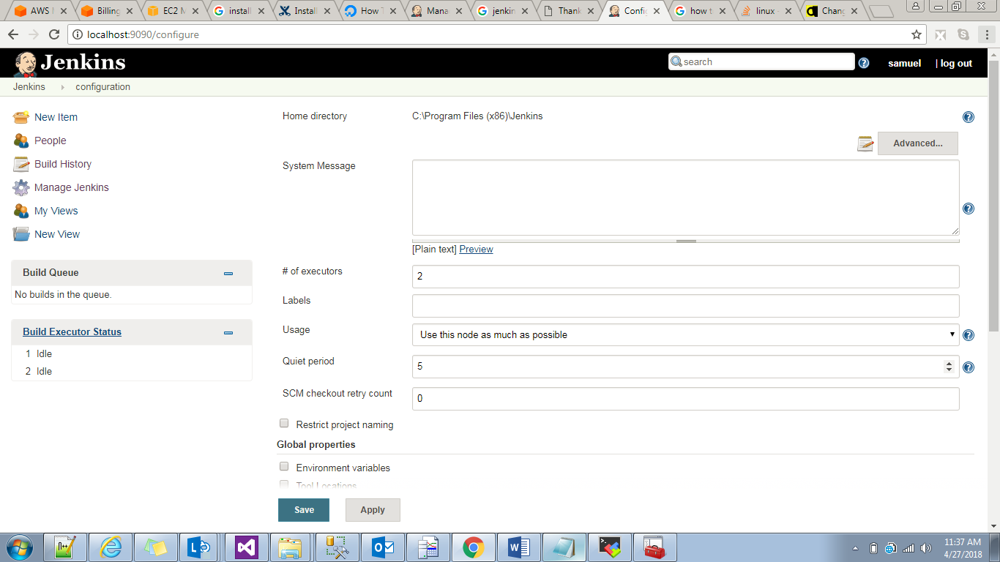 AWS
Billing
EC2 M
install
Install
How T
Mana
jenkin
Thank
Config
how t
linux
Chang
localhost:9090/configure
Jenkins
search
samuel
| log out
Jenkins
configuration
New Item
People
Build History
Manage Jenkins
My Views
New View
Build Queue
No builds in the queue.
Build Executor Status
1 Idle
2 Idle
Home directory
C:\Program Files (x86)\Jenkins
Advanced...
System Message
[Plain text] Preview
# of executors
2
Labels
Usage
Use this node as much as possible
Quiet period
5
SCM checkout retry count
0
Restrict project naming
Global properties
Environment variables
Tool Locations
Save
Apply
11:37 AM
4/27/2018